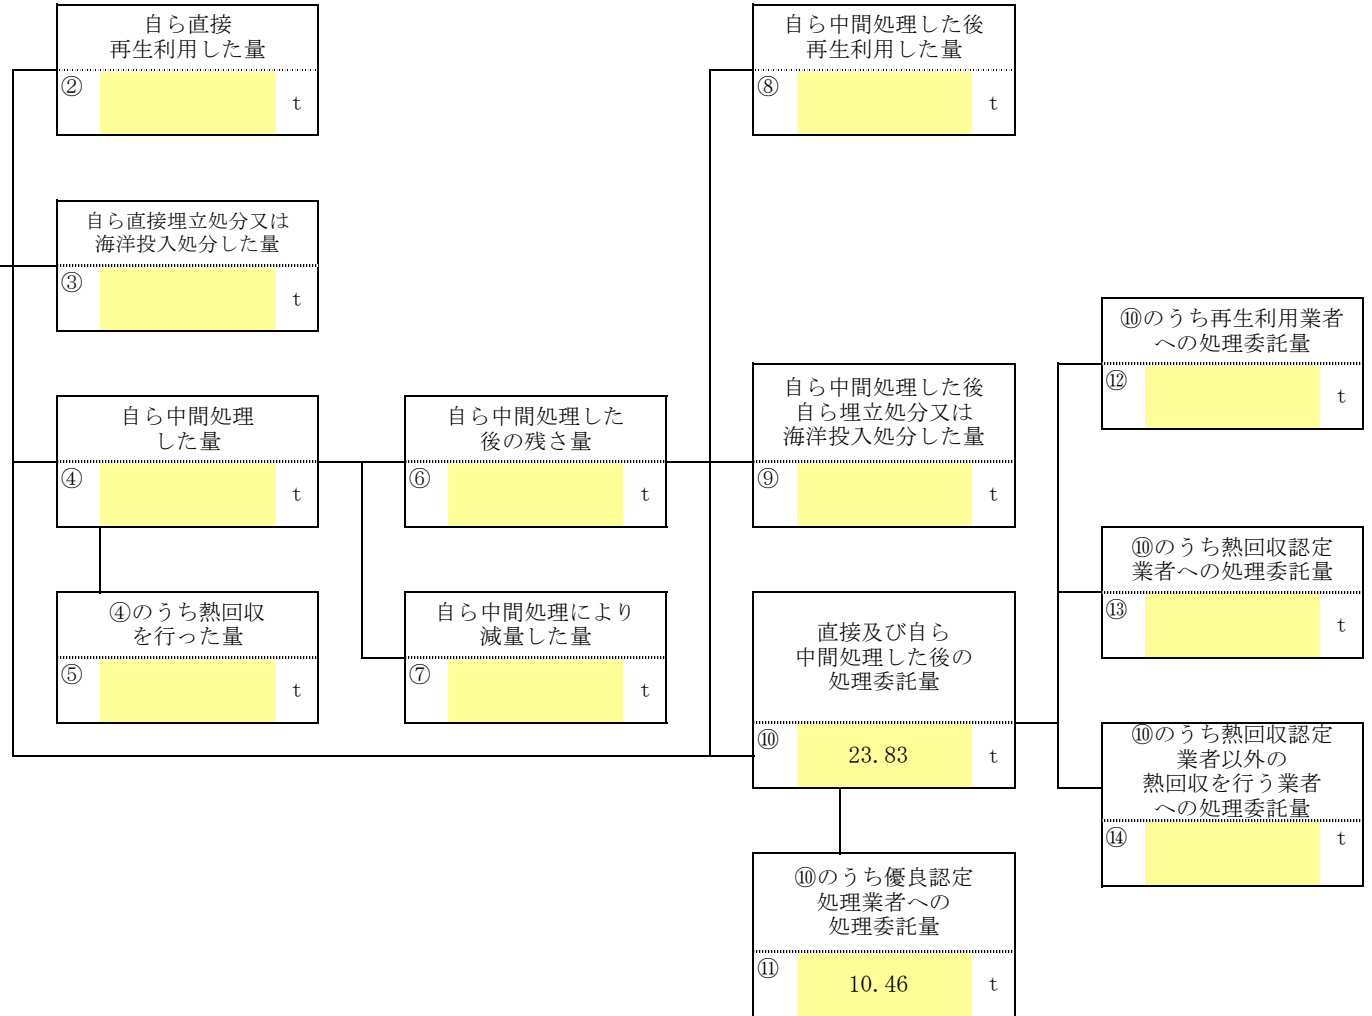 自ら直接
再生利用した量
②
t
自ら中間処理した後
再生利用した量
⑧
t
自ら直接埋立処分又は
海洋投入処分した量
③
t
⑩のうち再生利用業者
への処理委託量
⑫
t
自ら中間処理
した量
④
t
自ら中間処理した
後の残さ量
⑥
t
自ら中間処理した後
自ら埋立処分又は
海洋投入処分した量
⑨
t
⑩のうち熱回収認定
業者への処理委託量
⑬
t
④のうち熱回収
を行った量
⑤
t
自ら中間処理により
減量した量
⑦
t
直接及び自ら
中間処理した後の
処理委託量
⑩
23.83
t
⑩のうち熱回収認定
業者以外の
熱回収を行う業者
への処理委託量
⑭
t
⑩のうち優良認定
処理業者への
処理委託量
⑪
10.46
t